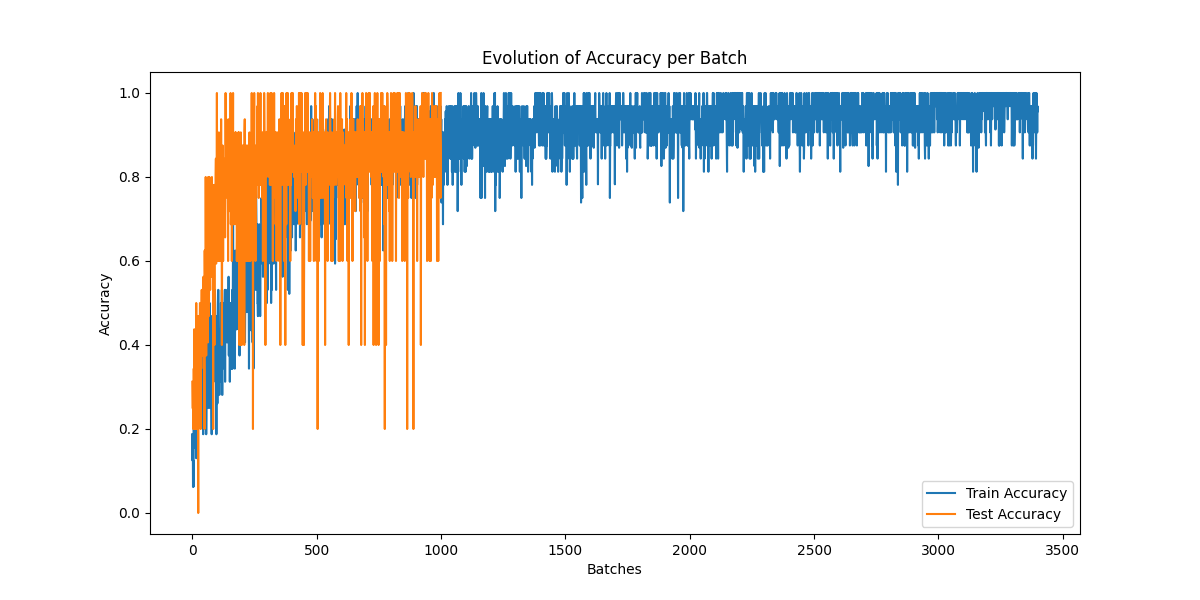 Evolution of Accuracy per Batch
1.0
0.8
0.6
0.4
0.2
0.0
Accuracy
0 500 1000 1500 2000 2500 3000 3500
Batches
Train Accuracy
Test Accuracy